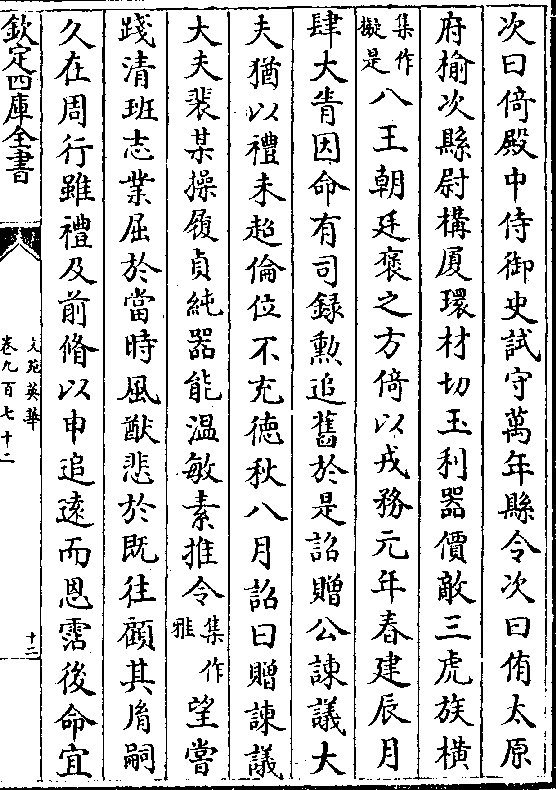 次曰倚殿中侍御史試守萬年縣令次曰侑太原
府榆次縣尉構厦環材切玉利器價敵三虎族橫
集作擬是八王朝廷褒之方倚以戎務元年春建辰月
肆大眚因命有司録勲追舊於是詔贈公諫議大
夫猶以禮未超倫位不充徳秋八月詔曰贈諫議
大夫裴某操履貞純器能温敏素推令集作雅望嘗
踐清班志業屈於當時風猷悲於既往顧其胤嗣
久在周行雖禮及前脩以申追逺而恩霑後命宜
欽定四庫全書
文苑英華
卷九百七十二
十二